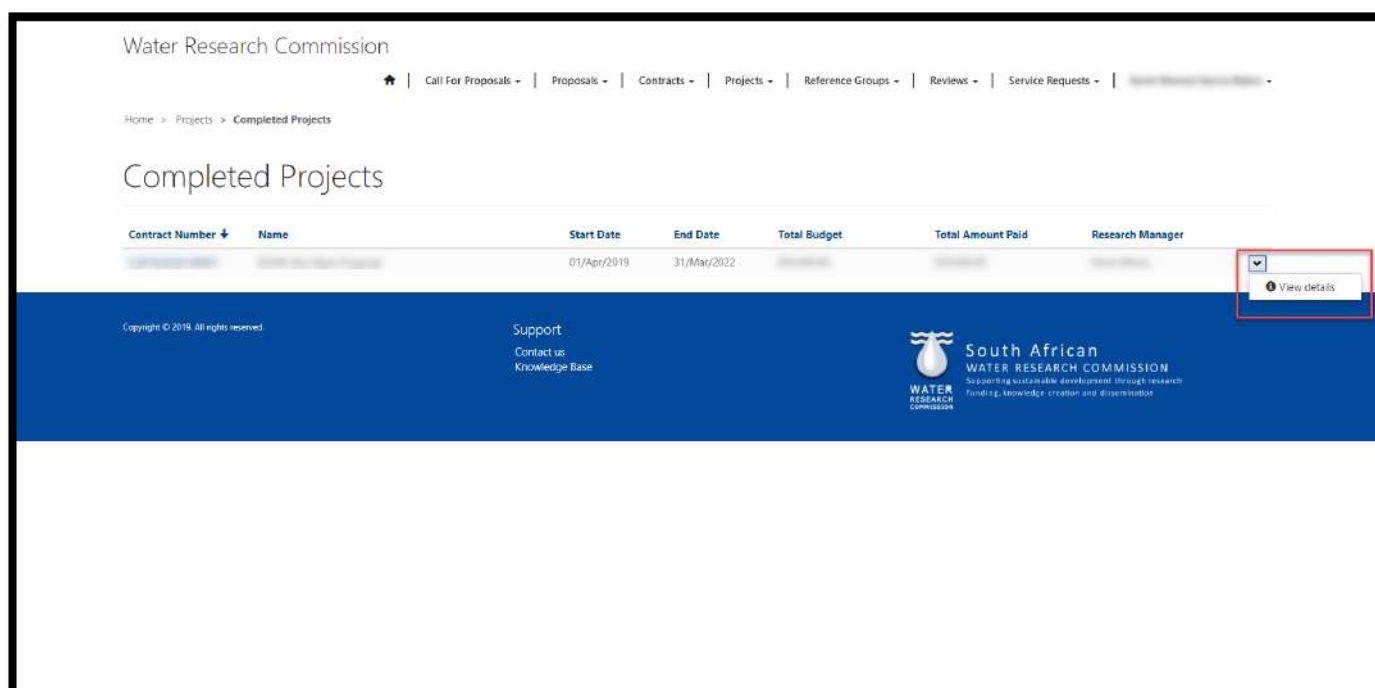 Water Research Commission
Call For Proposals | Proposals | Contracts | Projects | Reference Groups | Reviews | Service Requests |
Home > Projects > Completed Projects
Completed Projects
Contract Number Name Start Date End Date Total Budget Total Amount Paid Research Manager
01/Apr/2019 31/Mar/2022
View details
Copyright © 2019. All rights reserved.
Support
Contact us
Knowledge Base
WATER
RESEARCH
COMMISSION
South African
WATER RESEARCH COMMISSION
Supporting sustainable development through research
funding, knowledge creation and dissemination